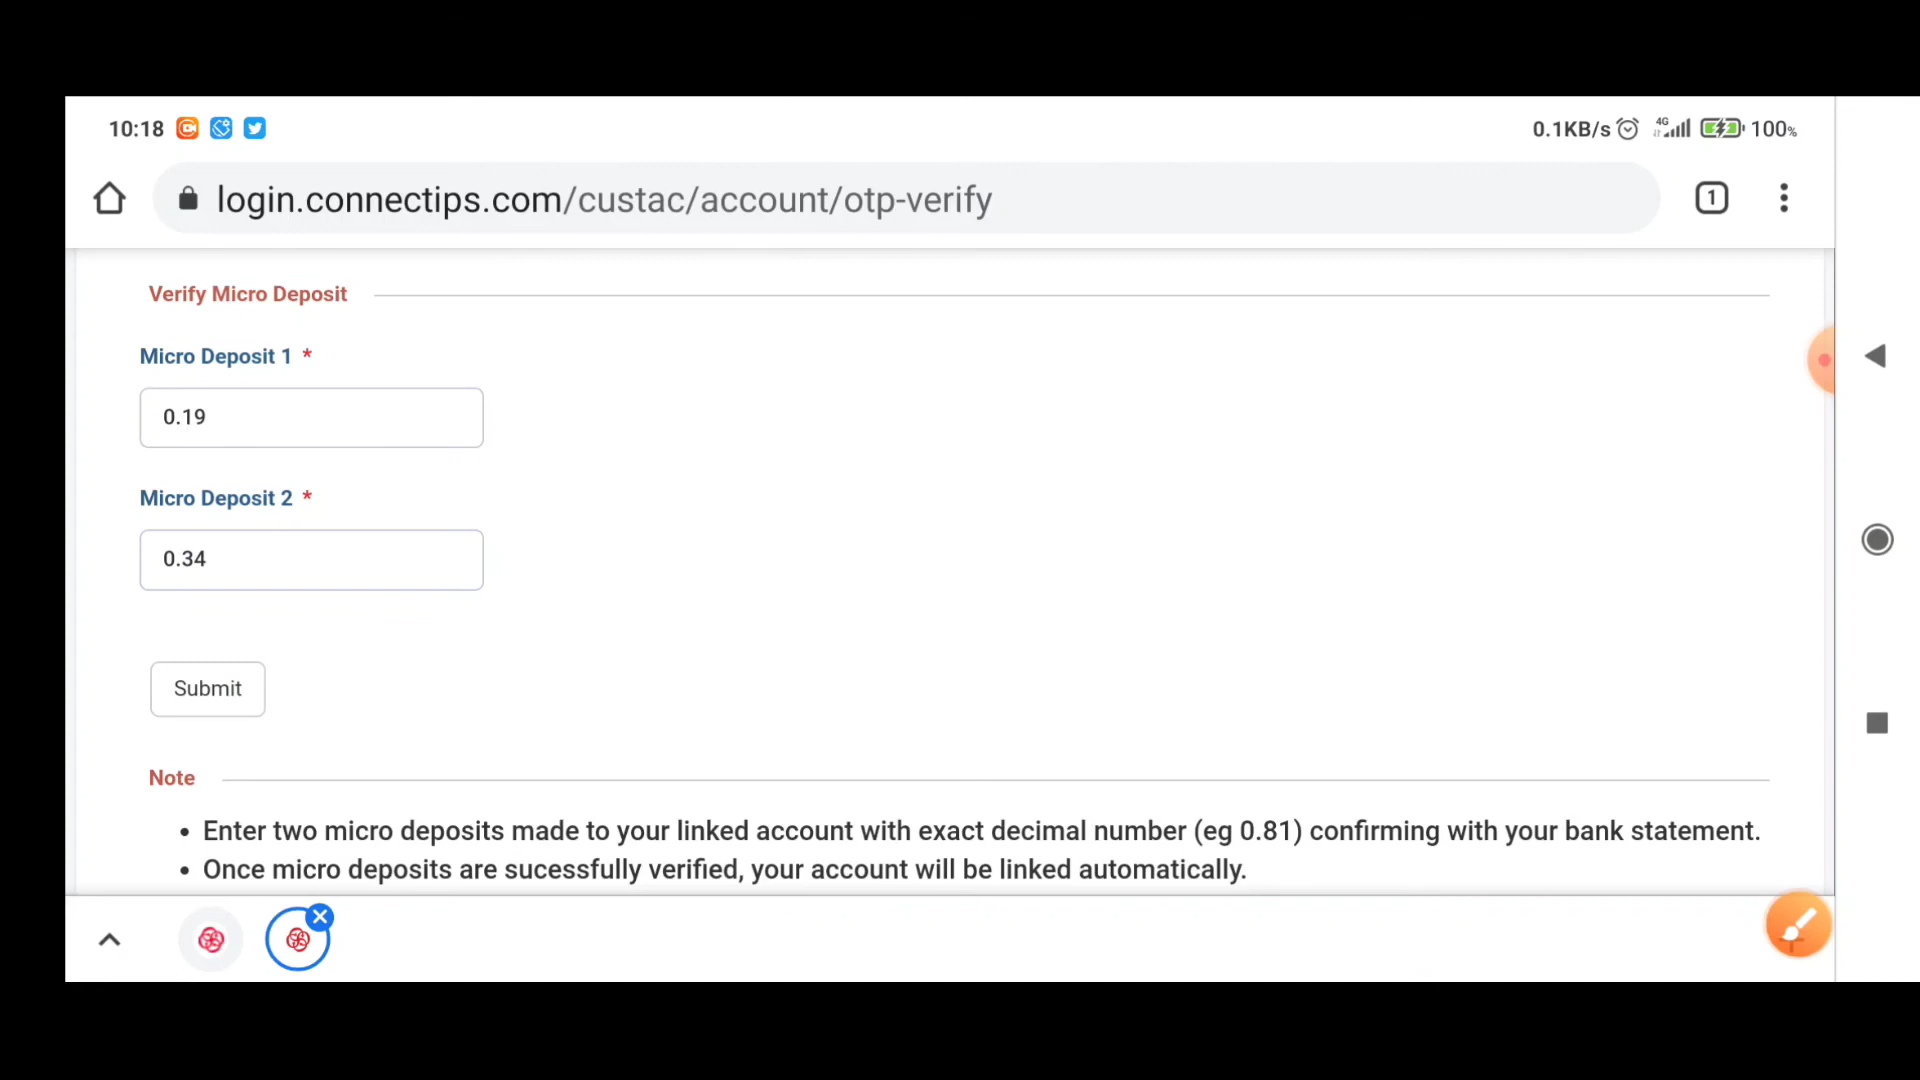 10:18 0.1KB/s 4G 100%
login.connectips.com/custac/account/otp-verify 1
Verify Micro Deposit
Micro Deposit 1 *
0.19
Micro Deposit 2 *
0.34
Submit
Note
• Enter two micro deposits made to your linked account with exact decimal number (eg 0.81) confirming with your bank statement.
• Once micro deposits are sucessfully verified, your account will be linked automatically.